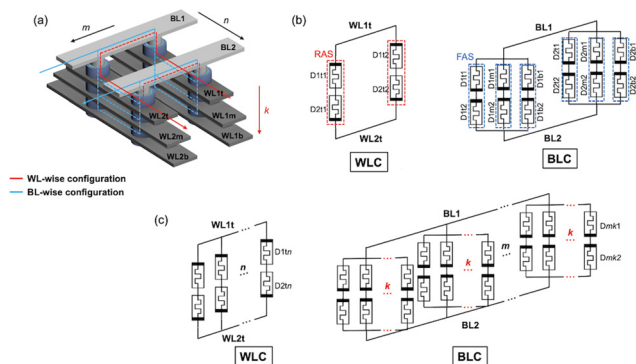 (a)
m
BL1
n
BL2
WL1t
WL2t
WL1m
k
WL2m
WL1b
WL2b
WL-wise configuration
BL-wise configuration
(b)
WL1t
RAS
D1t1
D2t1
D1t2
D2t2
WL2t
WLC
BL1
FAS
D1t1
D1t2
D1m1
D1m2
D1b1
D1b2
D2t1
D2t2
D2m1
D2m2
D2b1
D2b2
BL2
BLC
(c)
WL1t
n
...
D1tn
D2tn
WL2t
WLC
BL1
k
...
k
...
m
...
k
...
Dmk1
Dmk2
BL2
BLC